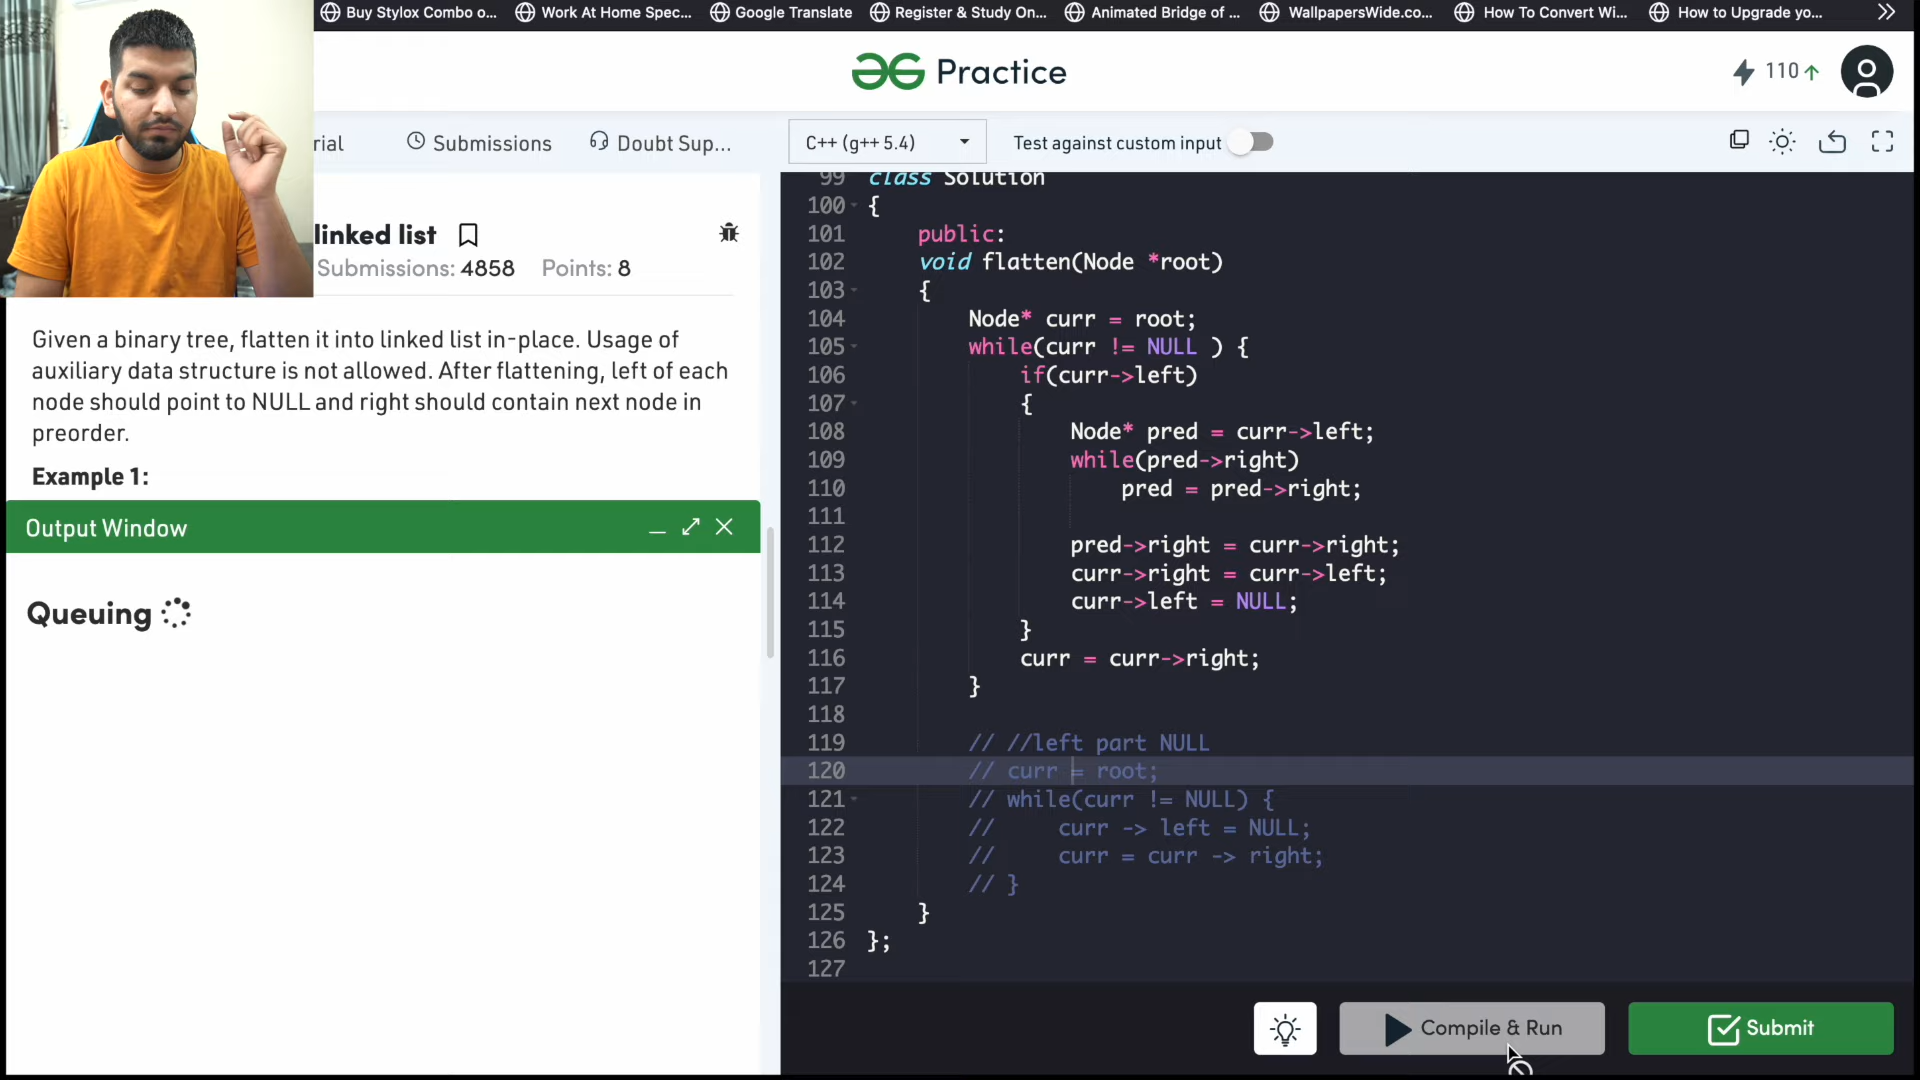 Buy Stylox Combo o...
Work At Home Spec...
Google Translate
Register & Study On...
Animated Bridge of ...
WallpapersWide.co...
How To Convert Wi...
How to Upgrade yo...
Practice
110
rial
Submissions
Doubt Sup...
C++ (g++ 5.4)
Test against custom input
linked list
Submissions: 4858 Points: 8
Given a binary tree, flatten it into linked list in-place. Usage of
auxiliary data structure is not allowed. After flattening, left of each
node should point to NULL and right should contain next node in
preorder.
Example 1:
Output Window
Queuing
99 class Solution
100 {
101 public:
102 void flatten(Node *root)
103 {
104 Node* curr = root;
105 while(curr != NULL ) {
106 if(curr->left)
107 {
108 Node* pred = curr->left;
109 while(pred->right)
110 pred = pred->right;
111
112 pred->right = curr->right;
113 curr->right = curr->left;
114 curr->left = NULL;
115 }
116 curr = curr->right;
117 }
118
119 // //left part NULL
120 // curr = root;
121 // while(curr != NULL) {
122 // curr -> left = NULL;
123 // curr = curr -> right;
124 // }
125 }
126 };
127
Compile & Run
Submit